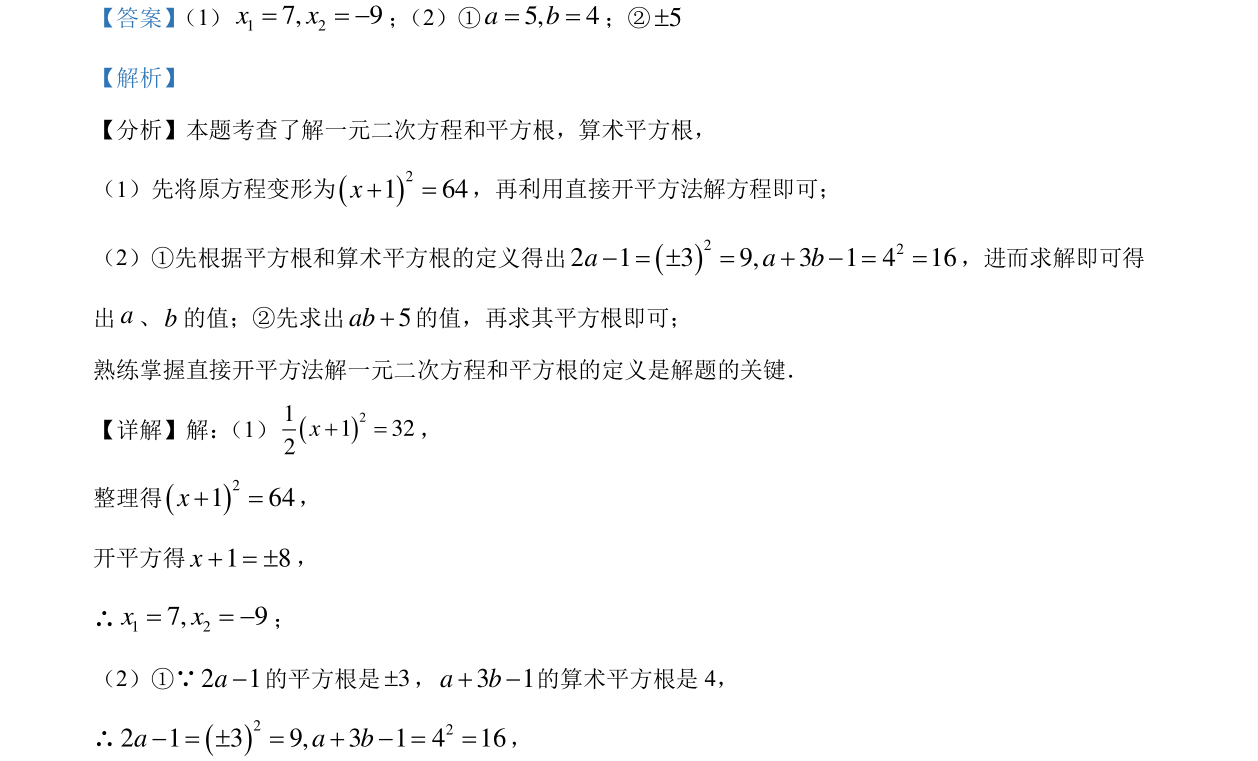 【答案】（1）x₁ = 7, x₂ = −9；（2）①a = 5, b = 4；②±5
【解析】
【分析】本题考查了解一元二次方程和平方根，算术平方根，
（1）先将原方程变形为(x+1)² = 64，再利用直接开平方法解方程即可；
（2）①先根据平方根和算术平方根的定义得出2a−1 = (±3)² = 9, a+3b−1 = 4² = 16，进而求解即可得
出a、b的值；②先求出ab+5的值，再求其平方根即可；
熟练掌握直接开平方法解一元二次方程和平方根的定义是解题的关键．
【详解】解：（1）1/2(x+1)² = 32，
整理得(x+1)² = 64，
开平方得x+1 = ±8，
∴x₁ = 7, x₂ = −9；
（2）①∵2a−1的平方根是±3，a+3b−1的算术平方根是4，
∴2a−1 = (±3)² = 9, a+3b−1 = 4² = 16，